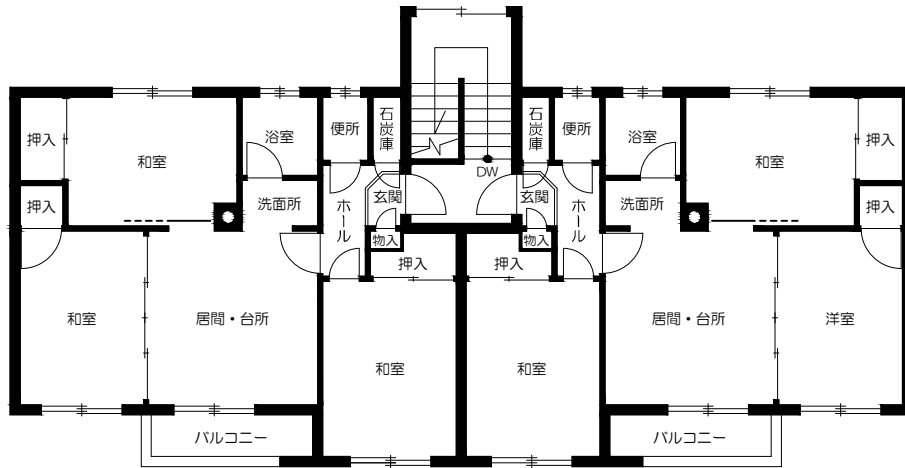 押入
和室
浴室
便所
石炭庫
DW
石炭庫
便所
浴室
和室
押入
押入
洗面所
ホール
玄関
物入
押入
玄関
物入
押入
ホール
洗面所
押入
和室
居間・台所
和室
和室
居間・台所
洋室
バルコニー
バルコニー